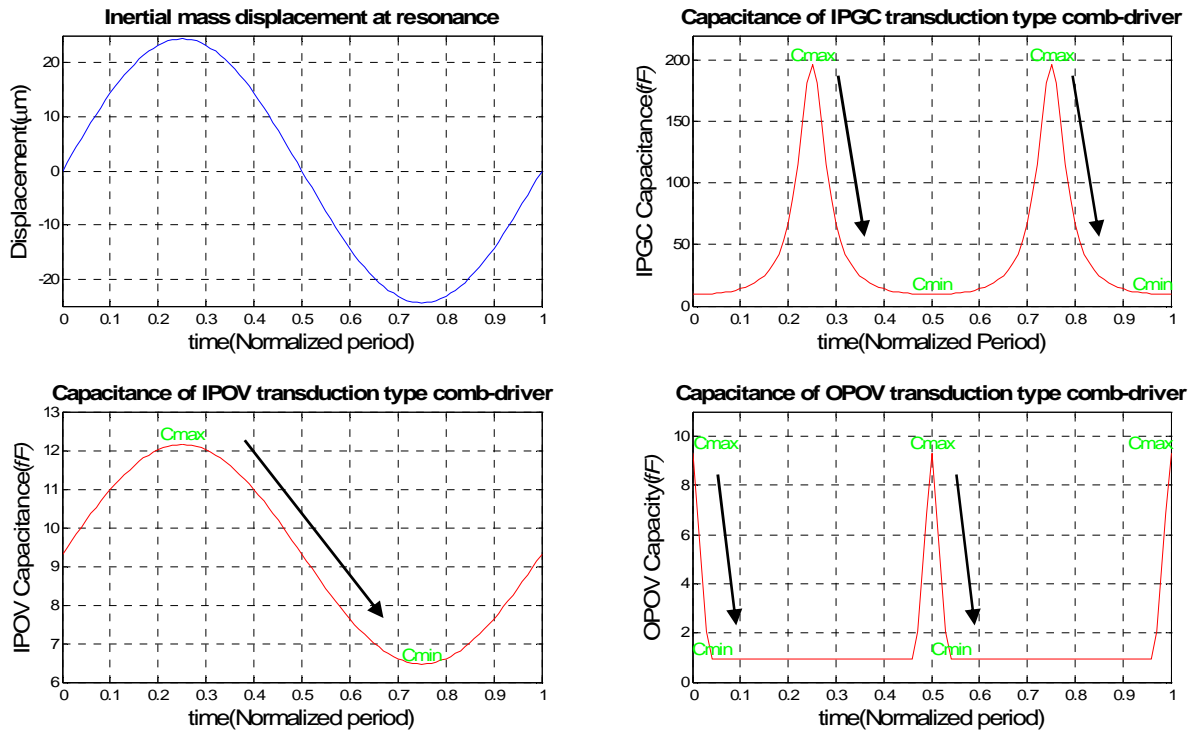 Inertial mass displacement at resonance
Displacement(μm)
20
10
0
-10
-20
0 0.1 0.2 0.3 0.4 0.5 0.6 0.7 0.8 0.9 1
time(Normalized period)
Capacitance of IPGC transduction type comb-driver
IPGC Capacitance(fF)
200
150
100
50
0
Cmax Cmax
Cmin Cmin
0 0.1 0.2 0.3 0.4 0.5 0.6 0.7 0.8 0.9 1
time(Normalized Period)
Capacitance of IPOV transduction type comb-driver
IPOV Capacitance(fF)
13
12
11
10
9
8
7
6
Cmax
Cmin
0 0.1 0.2 0.3 0.4 0.5 0.6 0.7 0.8 0.9 1
time(Normalized period)
Capacitance of OPOV transduction type comb-driver
OPOV Capacity(fF)
10
8
6
4
2
0
Cmax Cmax Cmax
Cmin Cmin
0 0.1 0.2 0.3 0.4 0.5 0.6 0.7 0.8 0.9 1
time(Normalized period)